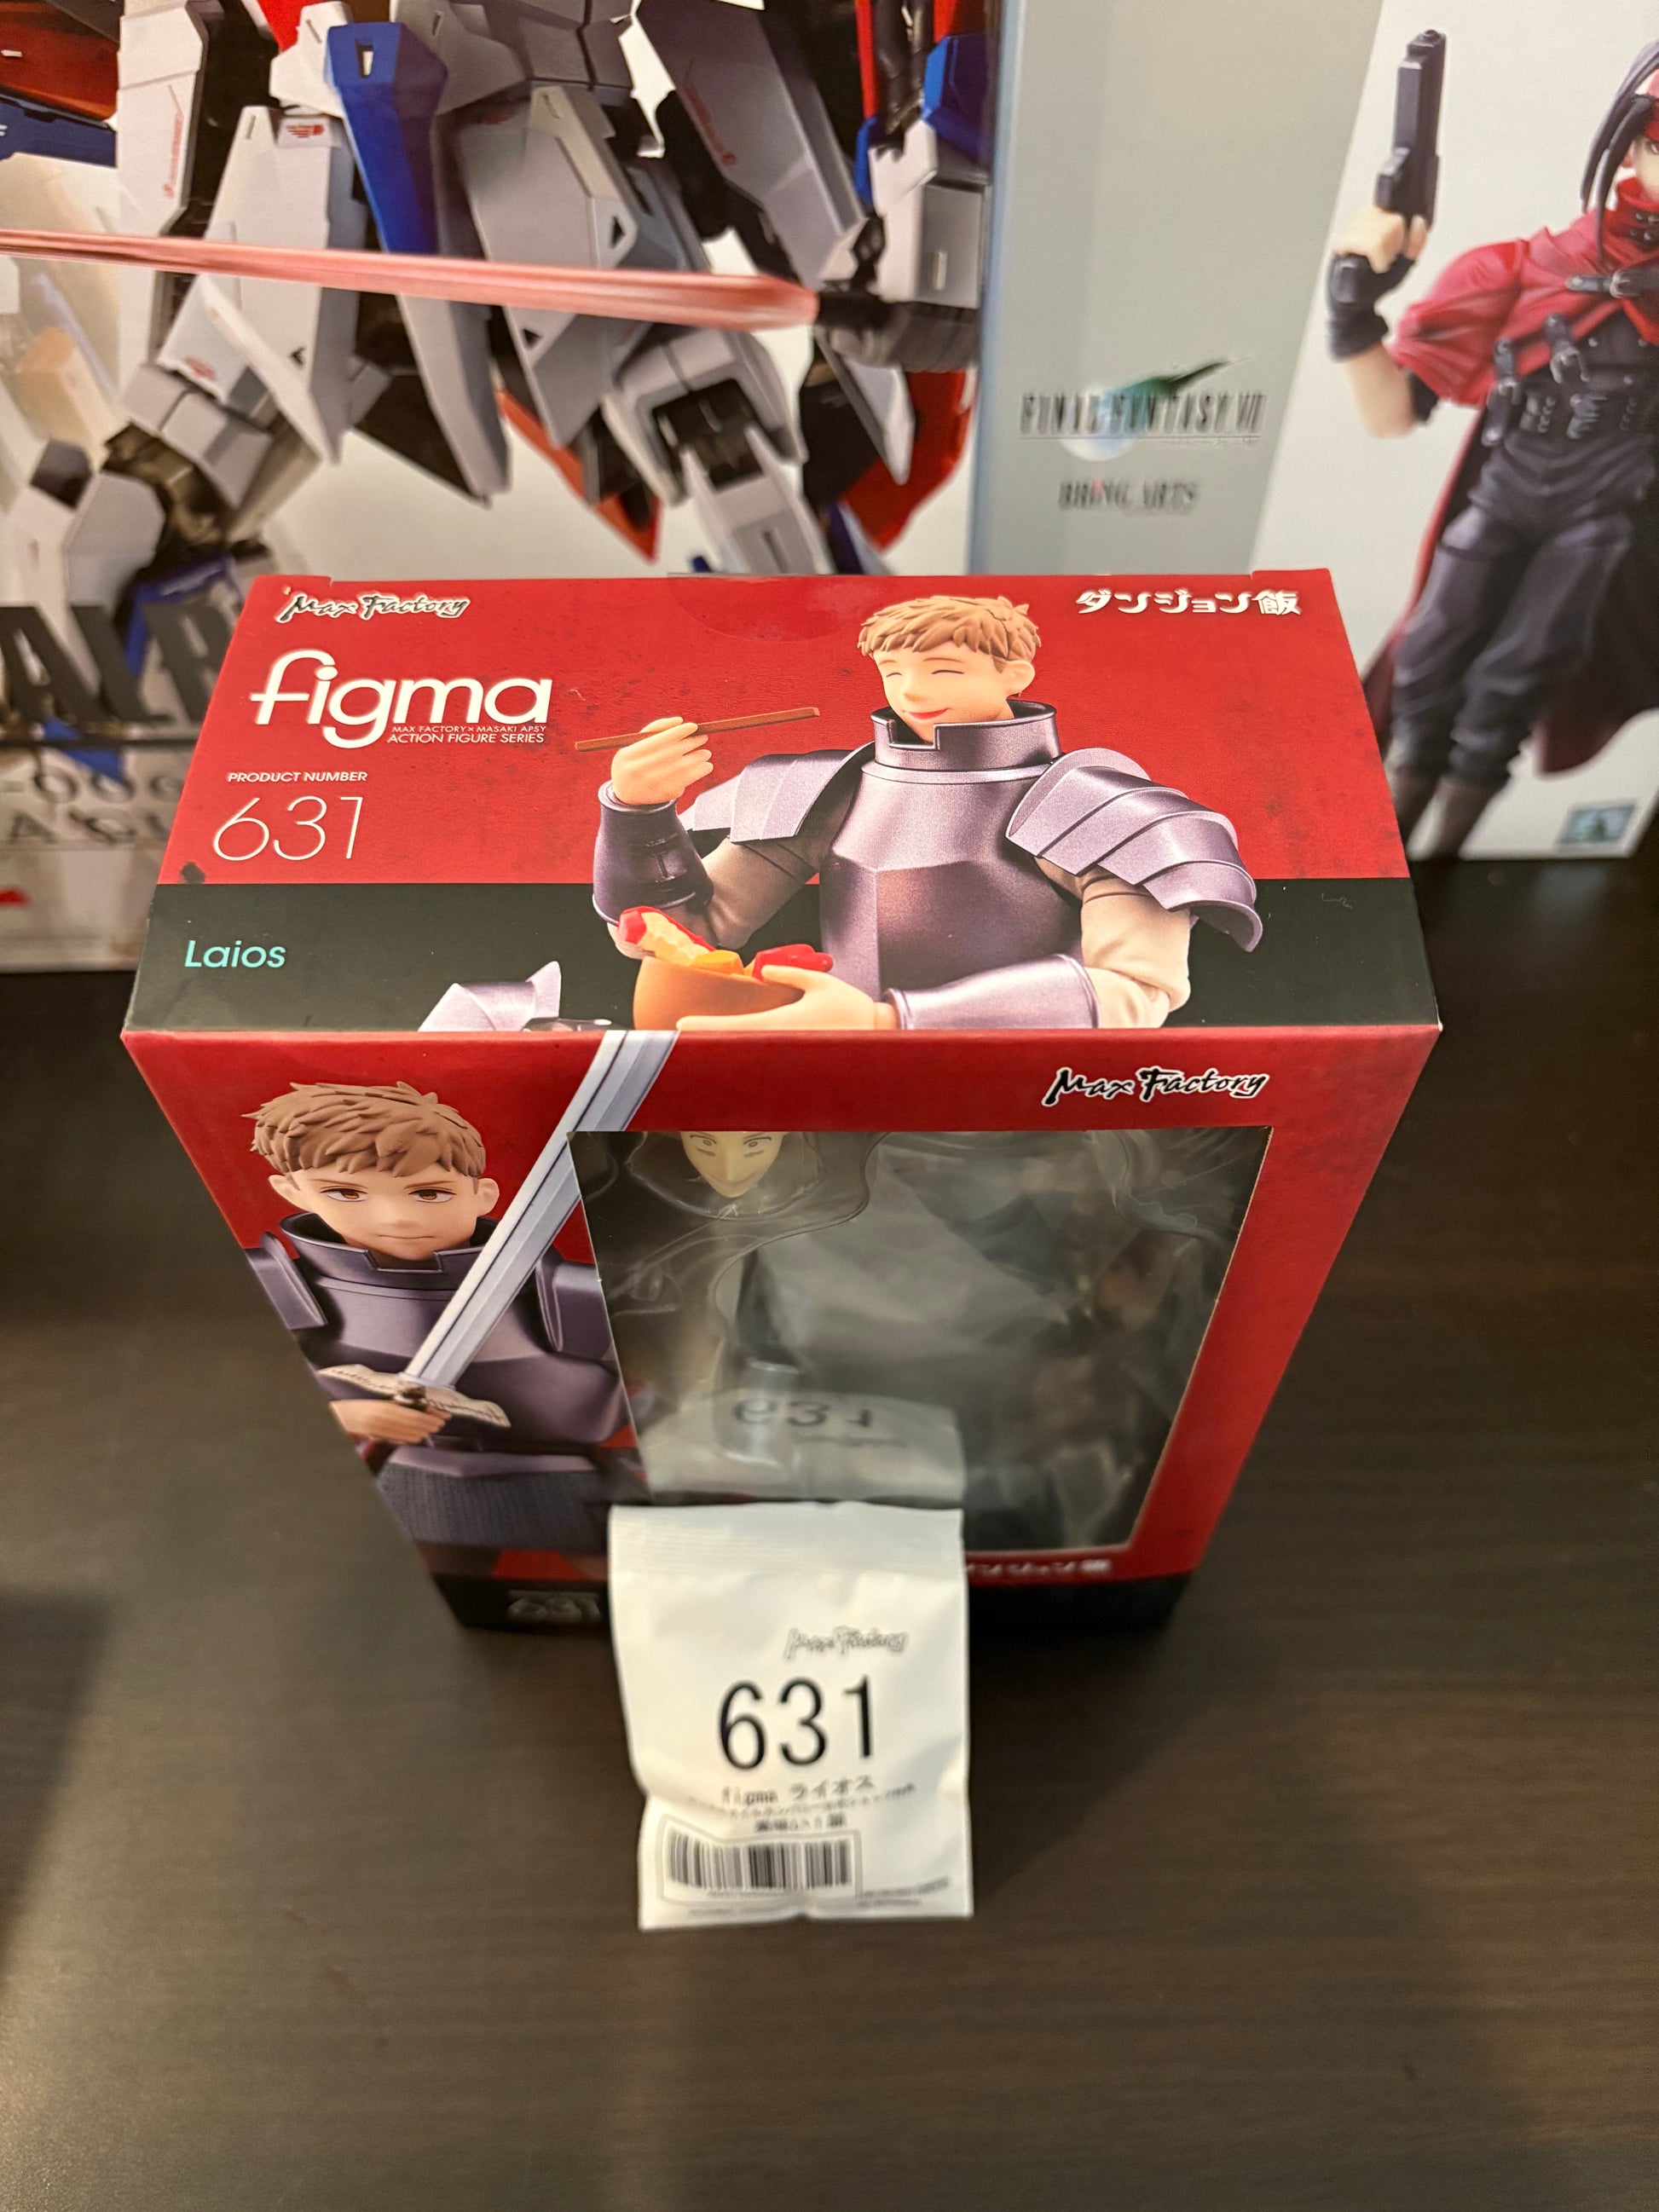 FINAL FANTASY VII
BRING ARTS
Max Factory
ダンジョン飯
figma
MAX FACTORY × MASAKI APSY
ACTION FIGURE SERIES
PRODUCT NUMBER
631
Laios
Max Factory
631
Max Factory
631
figma ライオス